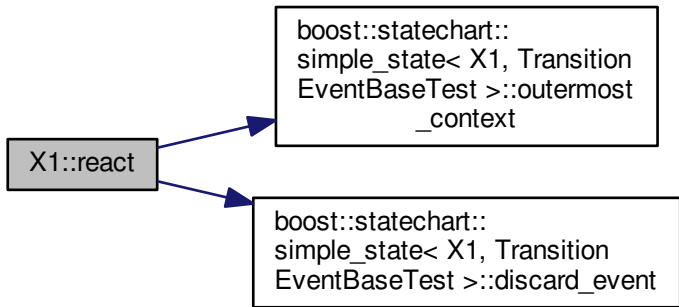 boost::statechart::
simple_state< X1, Transition
EventBaseTest >::outermost
_context
X1::react
boost::statechart::
simple_state< X1, Transition
EventBaseTest >::discard_event